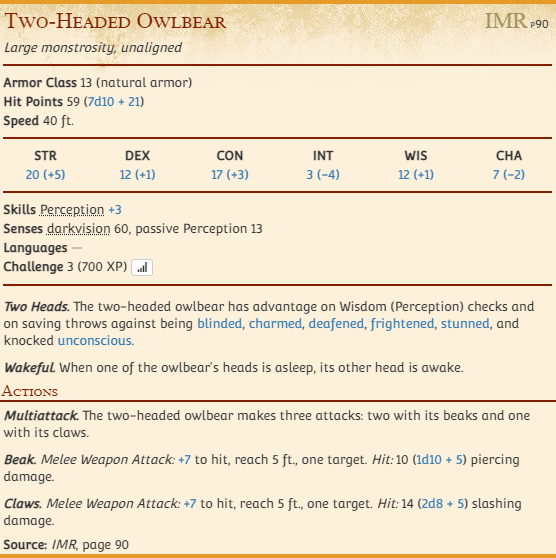 Two-Headed Owlbear IMR P90
Large monstrosity, unaligned
Armor Class 13 (natural armor)
Hit Points 59 (7d10 + 21)
Speed 40 ft.
STR DEX CON INT WIS CHA
20 (+5) 12 (+1) 17 (+3) 3 (−4) 12 (+1) 7 (−2)
Skills Perception +3
Senses darkvision 60, passive Perception 13
Languages —
Challenge 3 (700 XP)
Two Heads. The two-headed owlbear has advantage on Wisdom (Perception) checks and
on saving throws against being blinded, charmed, deafened, frightened, stunned, and
knocked unconscious.
Wakeful. When one of the owlbear's heads is asleep, its other head is awake.
Actions
Multiattack. The two-headed owlbear makes three attacks: two with its beaks and one
with its claws.
Beak. Melee Weapon Attack: +7 to hit, reach 5 ft., one target. Hit: 10 (1d10 + 5) piercing
damage.
Claws. Melee Weapon Attack: +7 to hit, reach 5 ft., one target. Hit: 14 (2d8 + 5) slashing
damage.
Source: IMR, page 90